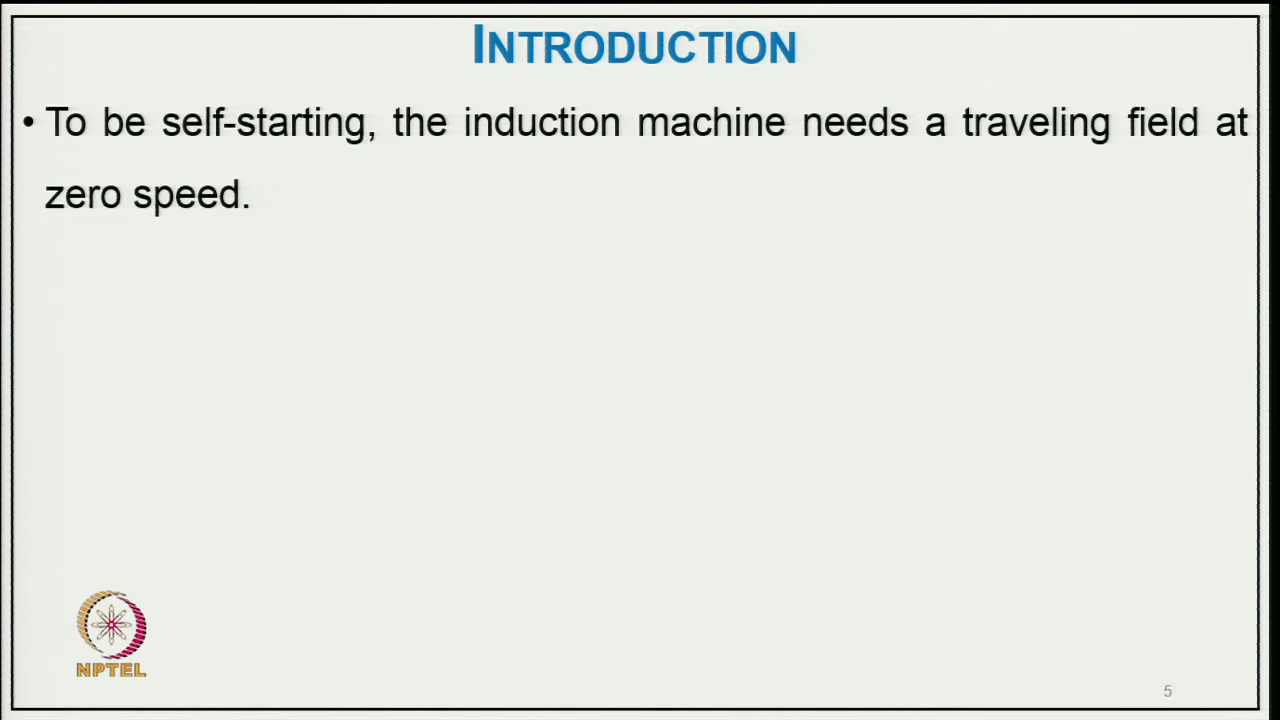 INTRODUCTION
• To be self-starting, the induction machine needs a traveling field at
zero speed.
NPTEL
5